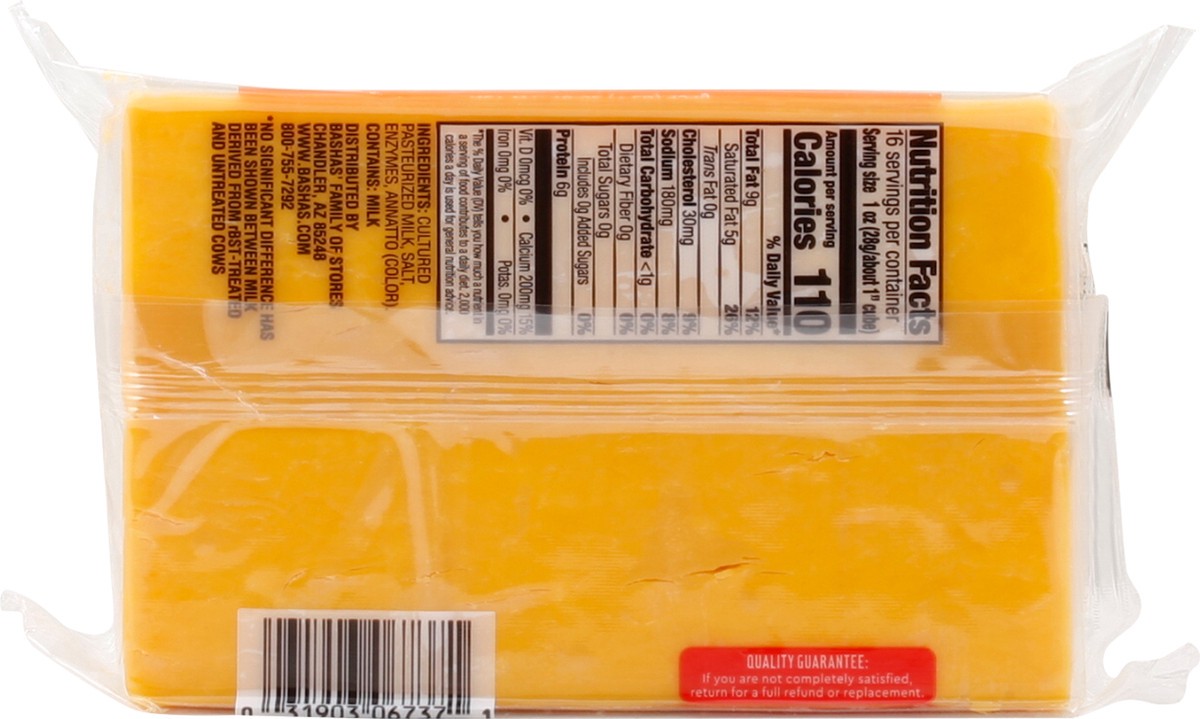 Nutrition Facts
16 servings per container
Serving size 1 oz (28g/about 1" cube)
Amount per serving
Calories 110
% Daily Value*
Total Fat 9g 12%
Saturated Fat 5g 26%
Trans Fat 0g
Cholesterol 30mg 9%
Sodium 180mg 8%
Total Carbohydrate <1g 0%
Dietary Fiber 0g 0%
Total Sugars 0g
Includes 0g Added Sugars 0%
Protein 6g
Vit. D 0mcg 0% • Calcium 200mg 15%
Iron 0mg 0% • Potas. 0mg 0%
*The % Daily Value (DV) tells you how much a nutrient in
a serving of food contributes to a daily diet. 2,000
calories a day is used for general nutrition advice.
INGREDIENTS: CULTURED
PASTEURIZED MILK, SALT,
ENZYMES, ANNATTO (COLOR).
CONTAINS: MILK
DISTRIBUTED BY
BASHAS' FAMILY OF STORES
CHANDLER, AZ 85248
WWW.BASHAS.COM
800-755-7292
*NO SIGNIFICANT DIFFERENCE HAS
BEEN SHOWN BETWEEN MILK
DERIVED FROM rBST-TREATED
AND UNTREATED COWS
0 31903 06737 1
QUALITY GUARANTEE:
If you are not completely satisfied,
return for a full refund or replacement.